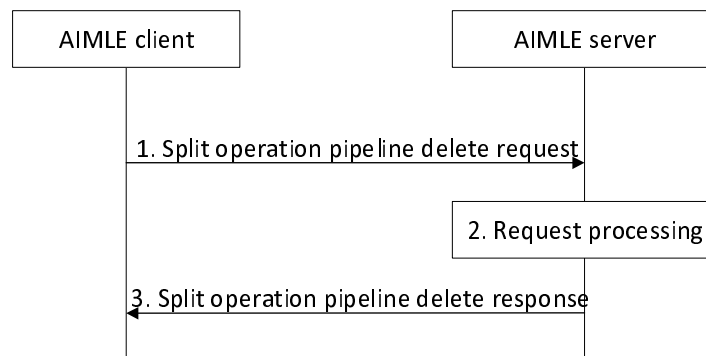 AIMLE client
AIMLE server
1. Split operation pipeline delete request
2. Request processing
3. Split operation pipeline delete response